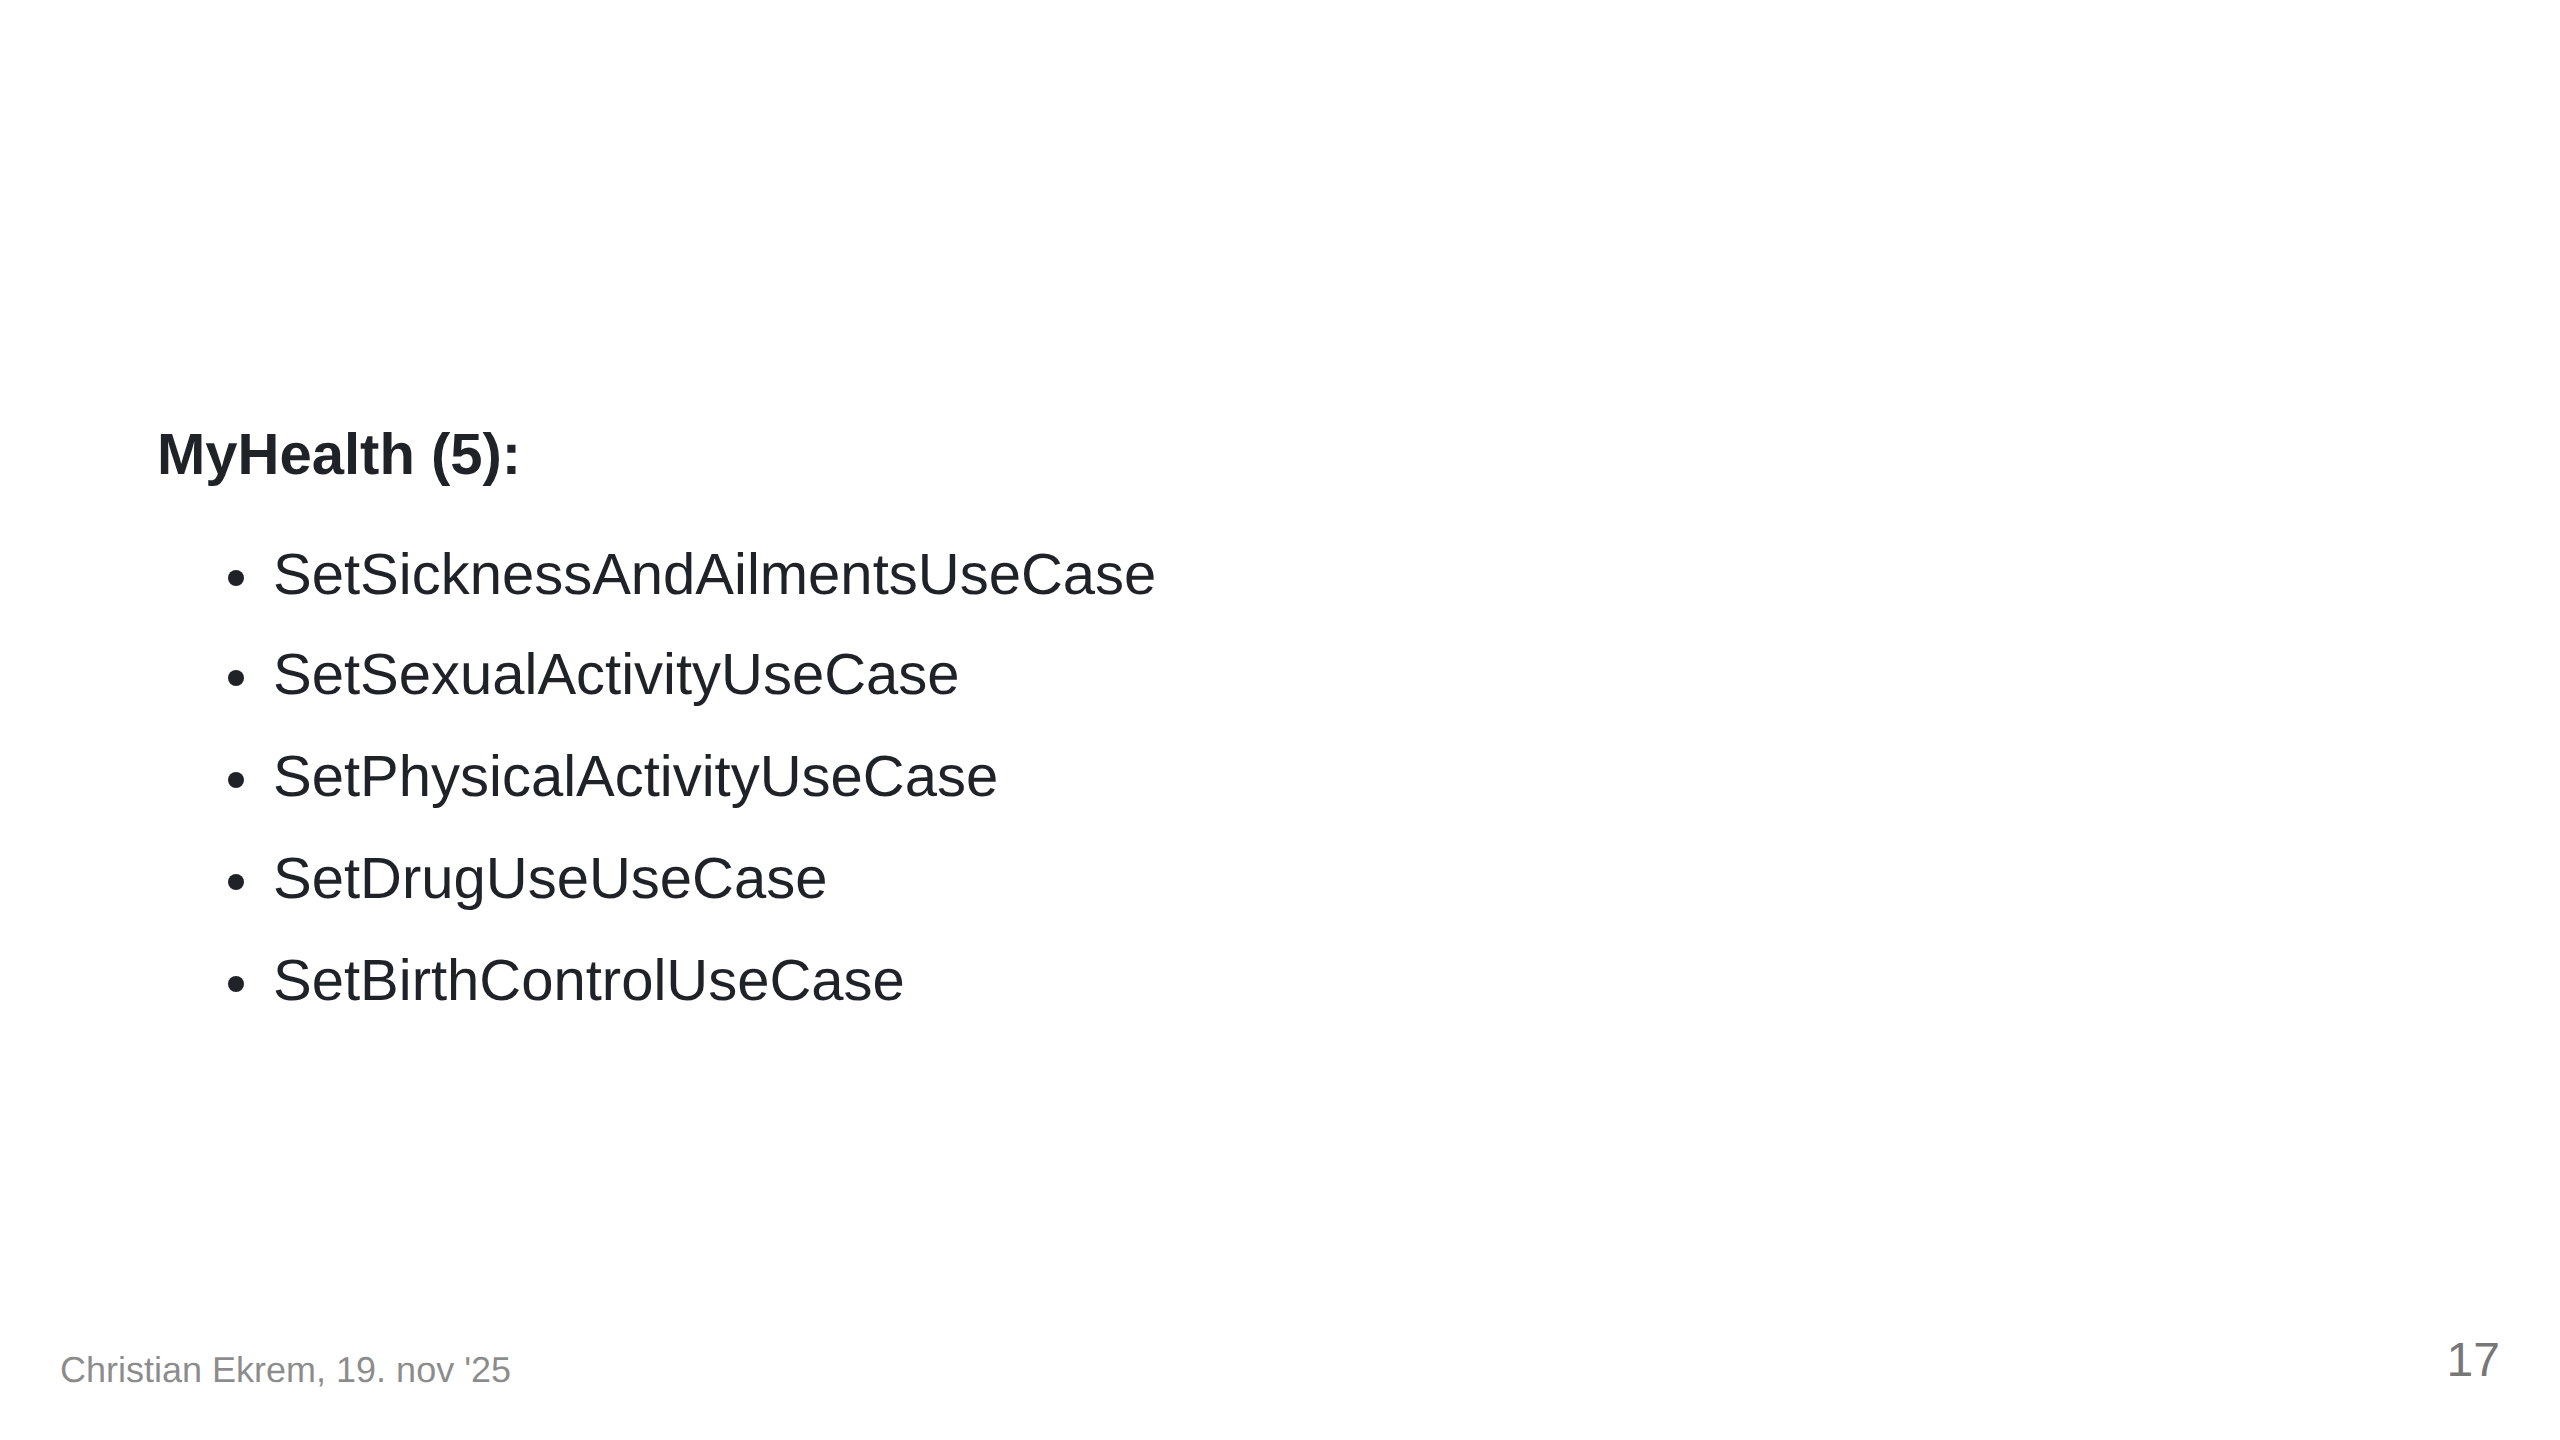 MyHealth (5):
• SetSicknessAndAilmentsUseCase
• SetSexualActivityUseCase
• SetPhysicalActivityUseCase
• SetDrugUseUseCase
• SetBirthControlUseCase
Christian Ekrem, 19. nov '25
17